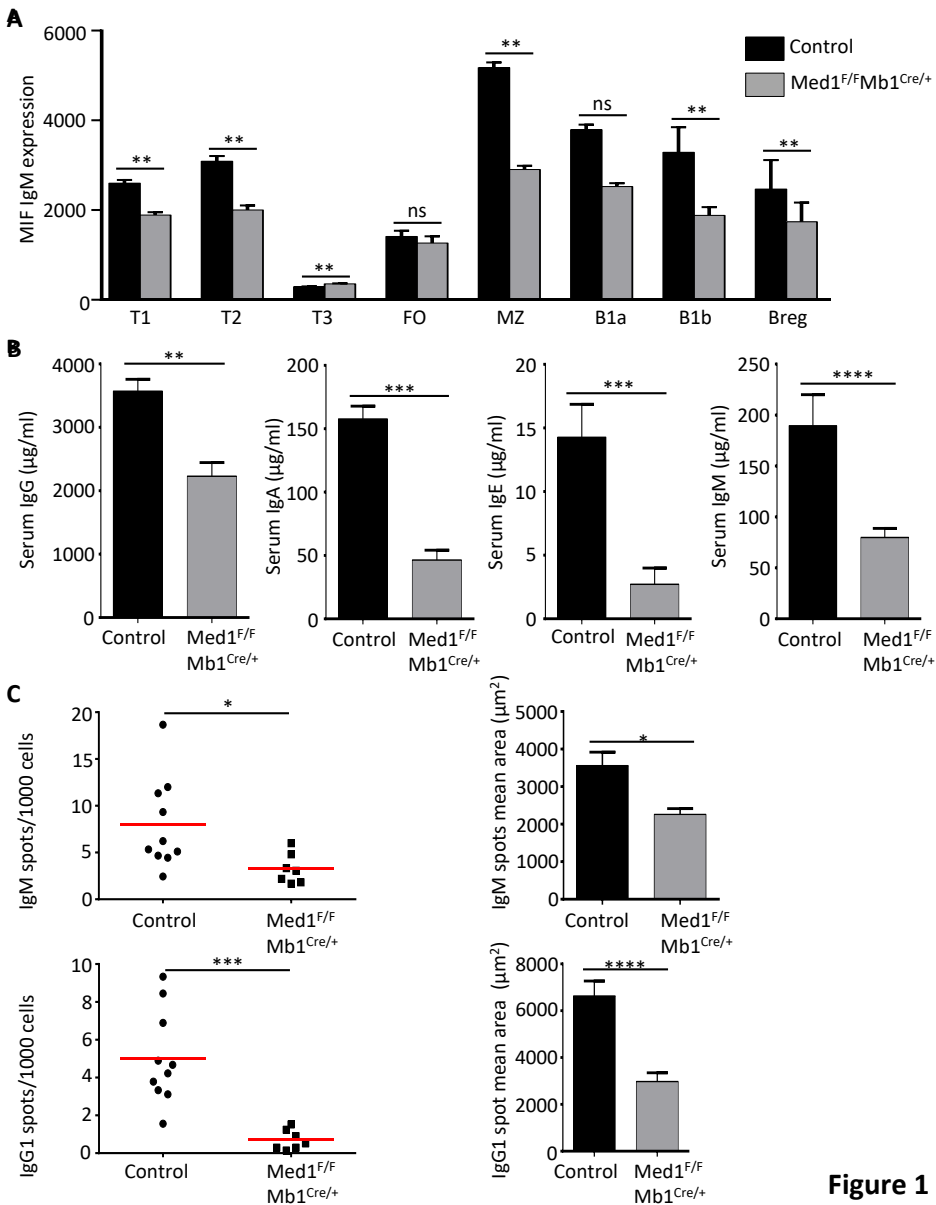 A
6000
4000
2000
0
MIF IgM expression
**
**
**
ns
**
ns
**
**
Control
Med1F/FMb1Cre/+
T1 T2 T3 FO MZ B1a B1b Breg
B
4000
3000
2000
1000
0
Serum IgG (µg/ml)
**
Control Med1F/F
Mb1Cre/+
200
150
100
50
0
Serum IgA (µg/ml)
***
Control Med1F/F
Mb1Cre/+
20
15
10
5
0
Serum IgE (µg/ml)
***
Control Med1F/F
Mb1Cre/+
250
200
150
100
50
0
Serum IgM (µg/ml)
****
Control Med1F/F
Mb1Cre/+
C
20
15
10
5
0
IgM spots/1000 cells
*
Control Med1F/F
Mb1Cre/+
5000
4000
3000
2000
1000
0
IgM spots mean area (µm²)
*
Control Med1F/F
Mb1Cre/+
10
8
6
4
2
0
IgG1 spots/1000 cells
***
Control Med1F/F
Mb1Cre/+
8000
6000
4000
2000
0
IgG1 spot mean area (µm²)
****
Control Med1F/F
Mb1Cre/+
Figure 1